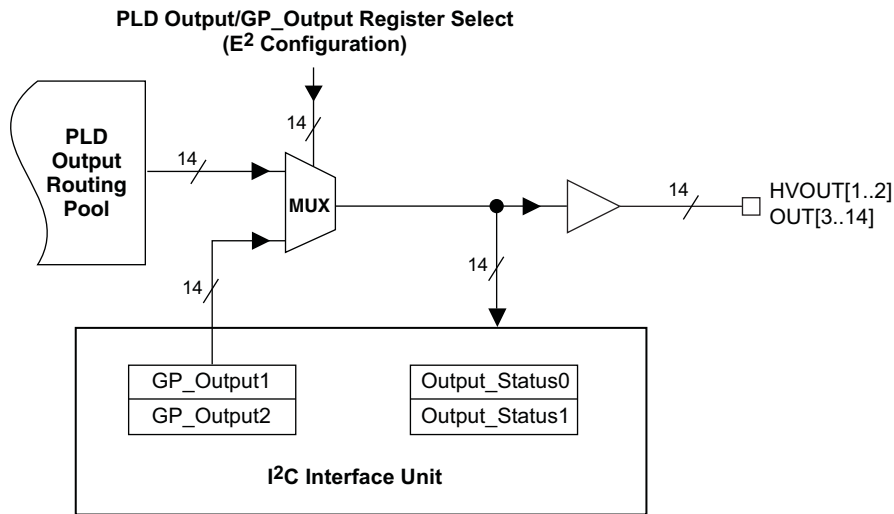 PLD Output/GP_Output Register Select
(E² Configuration)
14
PLD
Output
Routing
Pool
14
MUX
14
HVOUT[1..2]
OUT[3..14]
14
14
GP_Output1
GP_Output2
Output_Status0
Output_Status1
I²C Interface Unit